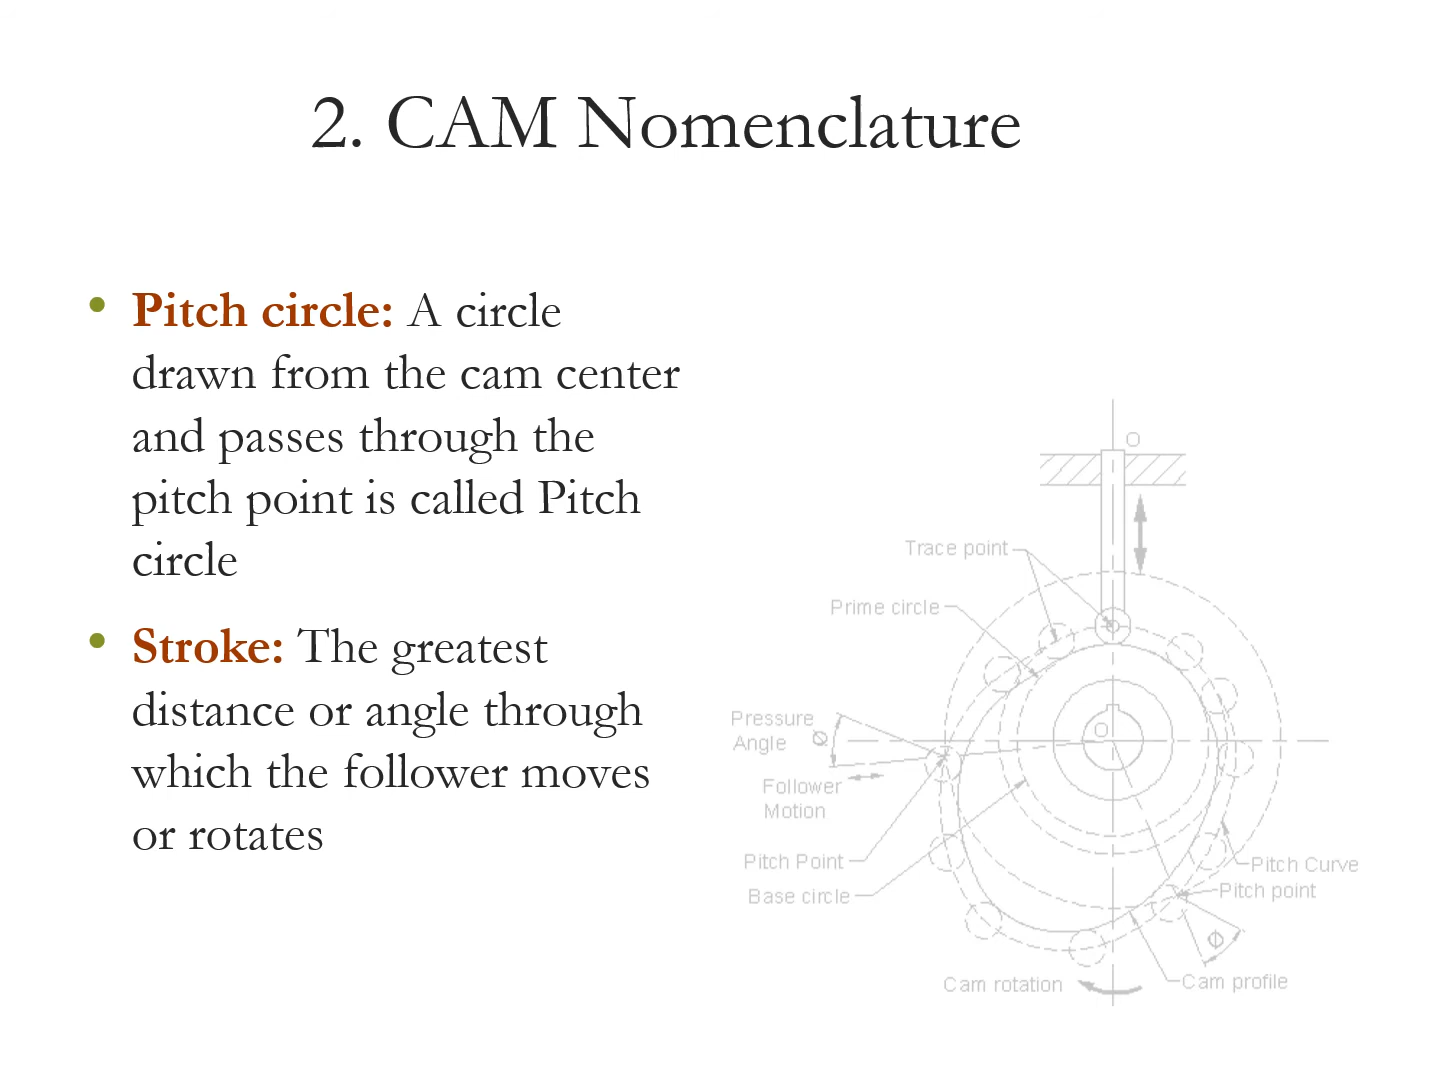 2. CAM Nomenclature
• Pitch circle: A circle
drawn from the cam center
and passes through the
pitch point is called Pitch
circle
• Stroke: The greatest
distance or angle through
which the follower moves
or rotates
O
Trace point
Prime circle
Pressure
Angle
Ø
O
Follower
Motion
Pitch Point
Base circle
Pitch Curve
Pitch point
Ø
Cam rotation
Cam profile